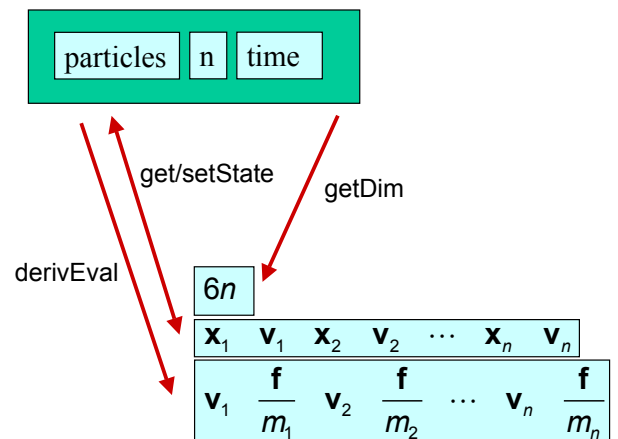 particles n time
get/setState
getDim
derivEval
6n
x₁ v₁ x₂ v₂ ⋯ xₙ vₙ
v₁ f/m₁ v₂ f/m₂ ⋯ vₙ f/mₙ